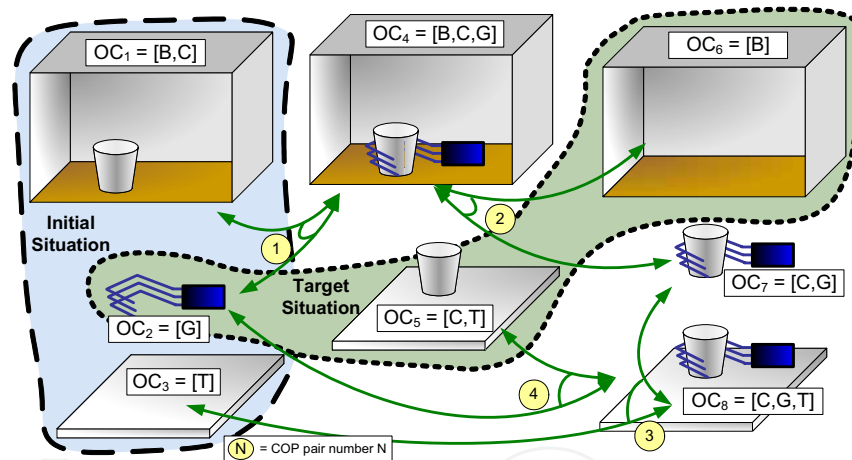 OC₁ = [B,C]
OC₄ = [B,C,G]
OC₆ = [B]
Initial
Situation
1
2
Target
Situation
OC₂ = [G]
OC₅ = [C,T]
OC₇ = [C,G]
OC₃ = [T]
4
OC₈ = [C,G,T]
3
N = COP pair number N